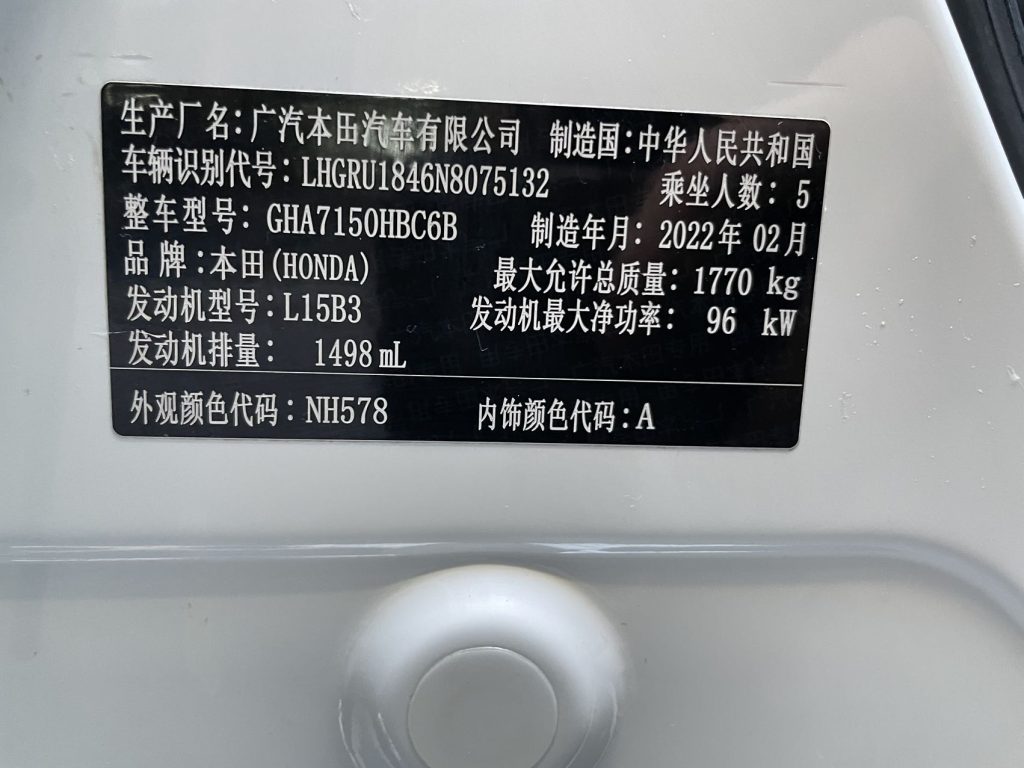 生产厂名：广汽本田汽车有限公司 制造国：中华人民共和国
车辆识别代号：LHGRU1846N8075132 乘坐人数：5
整车型号：GHA7150HBC6B 制造年月：2022年02月
品牌：本田(HONDA) 最大允许总质量：1770 kg
发动机型号：L15B3 发动机最大净功率：96 kW
发动机排量：1498 mL
外观颜色代码：NH578 内饰颜色代码：A